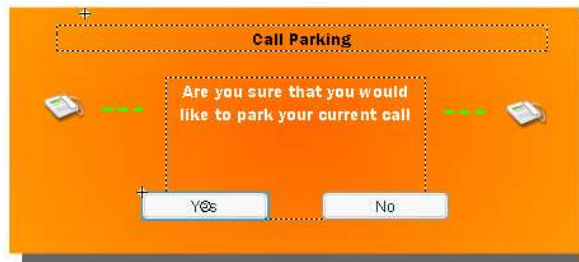 Call Parking
Are you sure that you would
like to park your current call
Yes
No